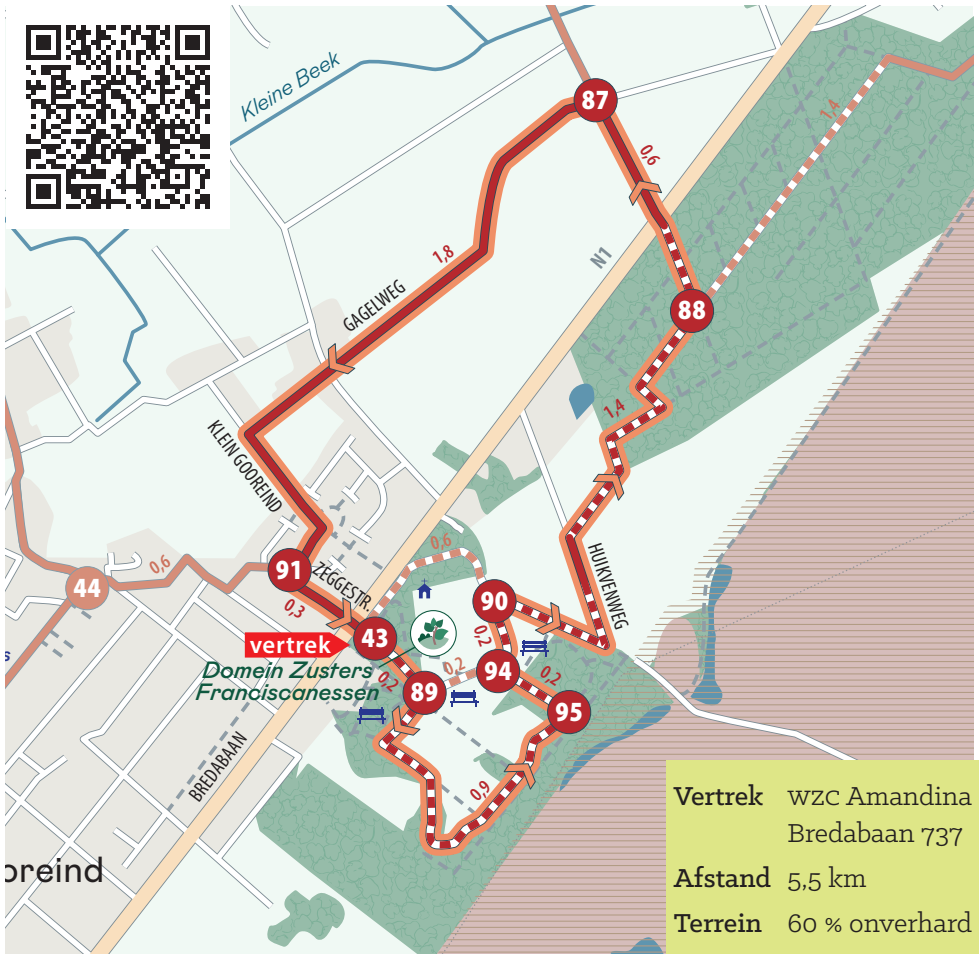 Kleine Beek
87
0,6
1,4
N1
1,8
GAGELWEG
88
1,4
KLEIN GOOREIND
HUIKVENWEG
0,6
91
ZEGGESTR.
0,6
44
0,3
90
43
vertrek
0,2
Domein Zusters
Franciscanessen
0,2
0,2
94
0,2
89
95
s
BREDABAAN
0,9
oreind
Vertrek WZC Amandina
Bredabaan 737
Afstand 5,5 km
Terrein 60 % onverhard